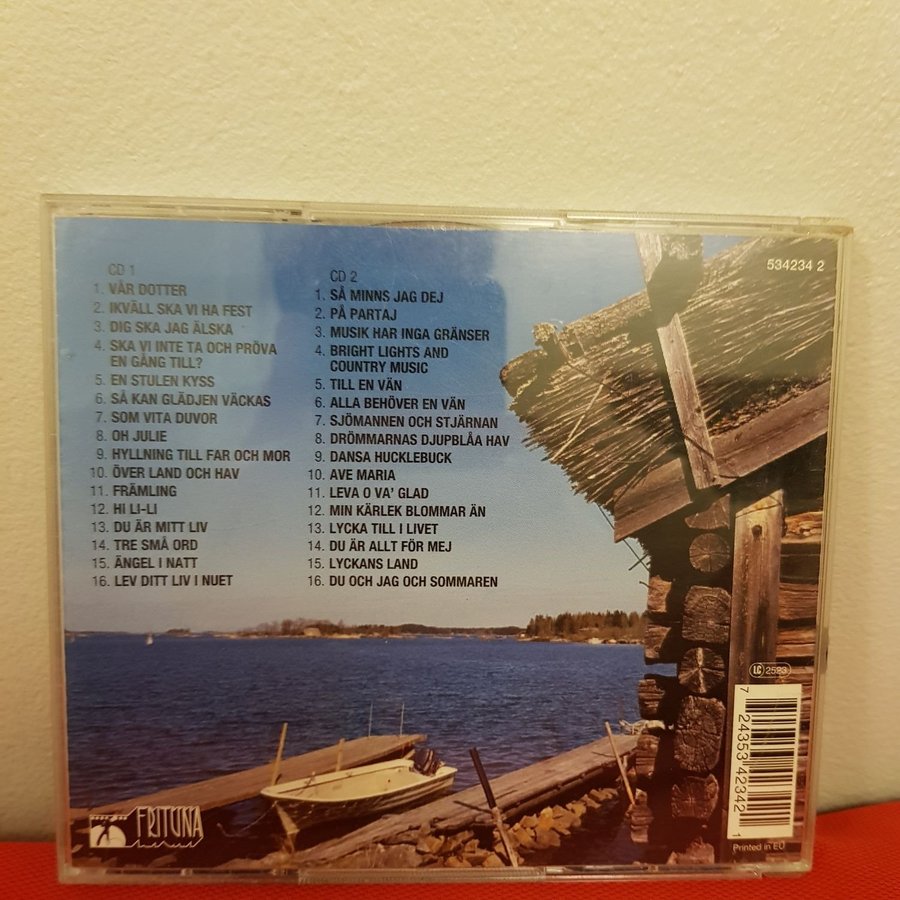 CD 1
1. VÅR DOTTER
2. IKVÄLL SKA VI HA FEST
3. DIG SKA JAG ÄLSKA
4. SKA VI INTE TA OCH PRÖVA
EN GÅNG TILL?
5. EN STULEN KYSS
6. SÅ KAN GLÄDJEN VÄCKAS
7. SOM VITA DUVOR
8. OH JULIE
9. HYLLNING TILL FAR OCH MOR
10. ÖVER LAND OCH HAV
11. FRÄMLING
12. HI LI-LI
13. DU ÄR MITT LIV
14. TRE SMÅ ORD
15. ÄNGEL I NATT
16. LEV DITT LIV I NUET
CD 2
1. SÅ MINNS JAG DEJ
2. PÅ PARTAJ
3. MUSIK HAR INGA GRÄNSER
4. BRIGHT LIGHTS AND
COUNTRY MUSIC
5. TILL EN VÄN
6. ALLA BEHÖVER EN VÄN
7. SJÖMANNEN OCH STJÄRNAN
8. DRÖMMARNAS DJUPBLÅA HAV
9. DANSA HUCKLEBUCK
10. AVE MARIA
11. LEVA O VA' GLAD
12. MIN KÄRLEK BLOMMAR ÄN
13. LYCKA TILL I LIVET
14. DU ÄR ALLT FÖR MEJ
15. LYCKANS LAND
16. DU OCH JAG OCH SOMMAREN
534234 2
LC 2593
7 24353 42342 1
Printed in EU
FRITUNA